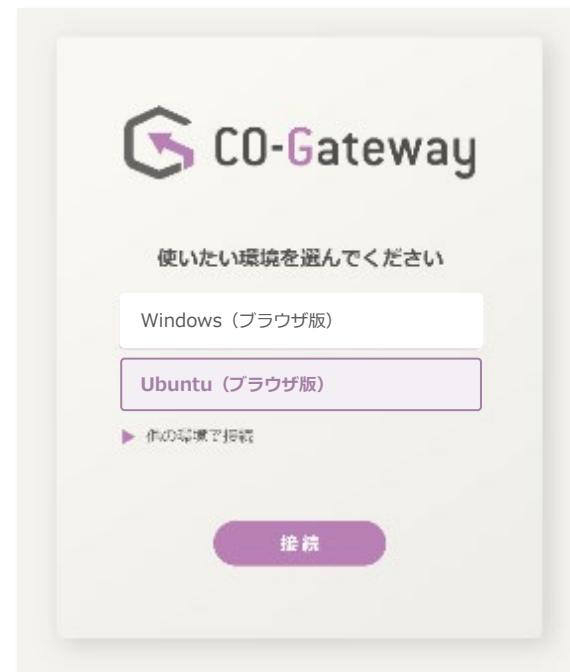 CO-Gateway
使いたい環境を選んでください
Windows（ブラウザ版）
Ubuntu（ブラウザ版）
他の環境で接続
接続